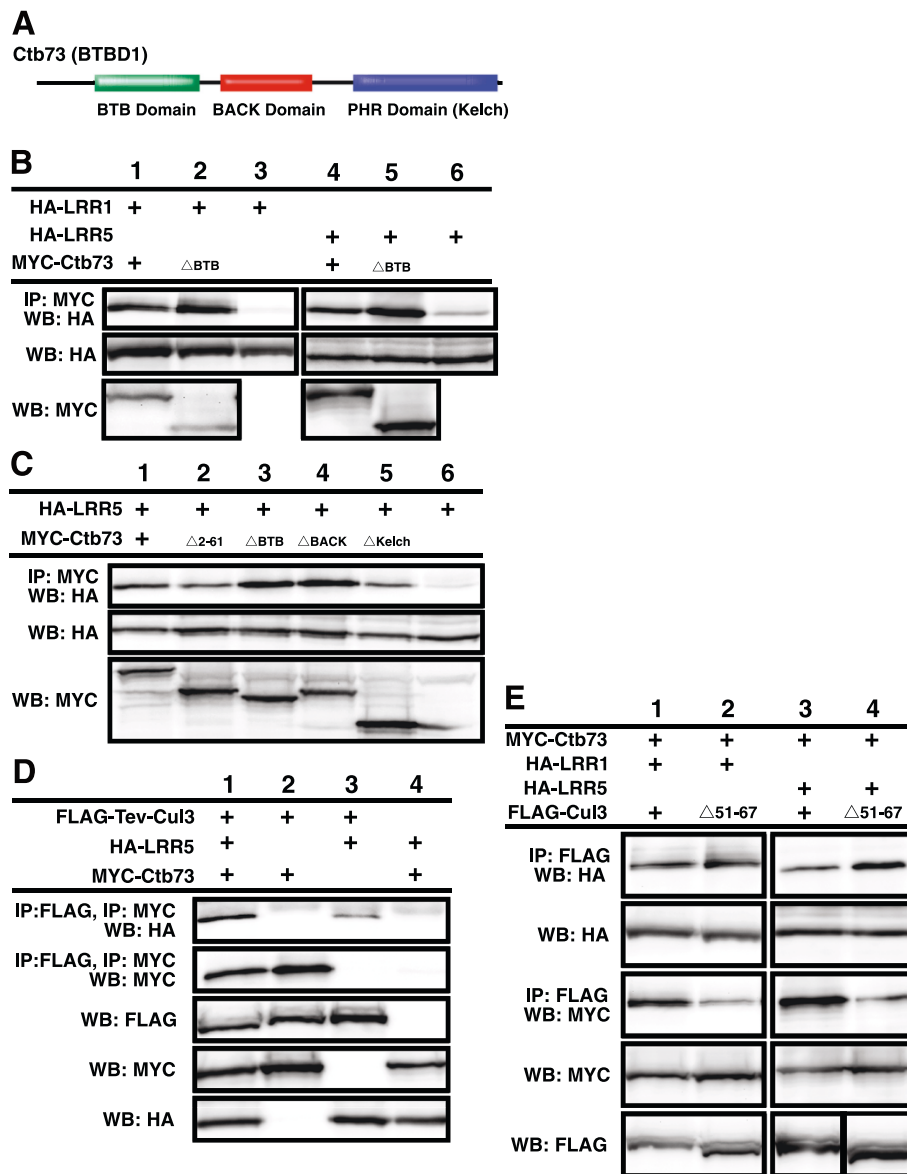 A
Ctb73 (BTBD1)
BTB Domain BACK Domain PHR Domain (Kelch)
B
1 2 3 4 5 6
HA-LRR1 + + +
HA-LRR5 + + +
MYC-Ctb73 + △BTB + △BTB
IP: MYC
WB: HA
WB: HA
WB: MYC
C
1 2 3 4 5 6
HA-LRR5 + + + + + +
MYC-Ctb73 + △2-61 △BTB △BACK △Kelch
IP: MYC
WB: HA
WB: HA
WB: MYC
D
1 2 3 4
FLAG-Tev-Cul3 + + +
HA-LRR5 + + +
MYC-Ctb73 + + +
IP:FLAG, IP: MYC
WB: HA
IP:FLAG, IP: MYC
WB: MYC
WB: FLAG
WB: MYC
WB: HA
E
1 2 3 4
MYC-Ctb73 + + + +
HA-LRR1 + +
HA-LRR5 + +
FLAG-Cul3 + △51-67 + △51-67
IP: FLAG
WB: HA
WB: HA
IP: FLAG
WB: MYC
WB: MYC
WB: FLAG